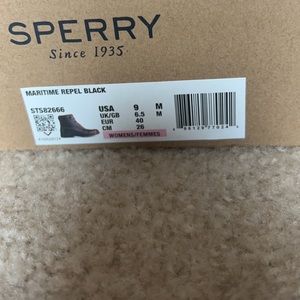 SPERRY
Since 1935
MARITIME REPEL BLACK
STS82666
USA 9 M
UK/GB 6.5 M
EUR 40
CM 26
WOMENS/FEMMES